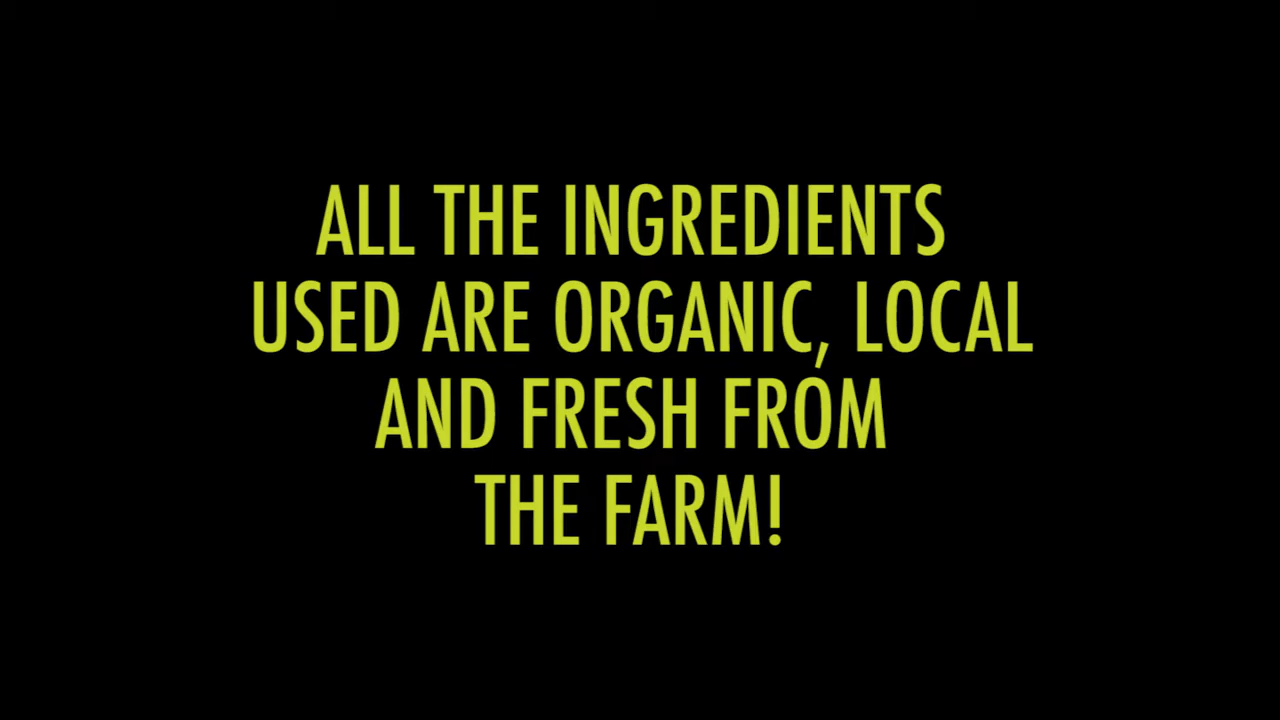 ALL THE INGREDIENTS
USED ARE ORGANIC, LOCAL
AND FRESH FROM
THE FARM!